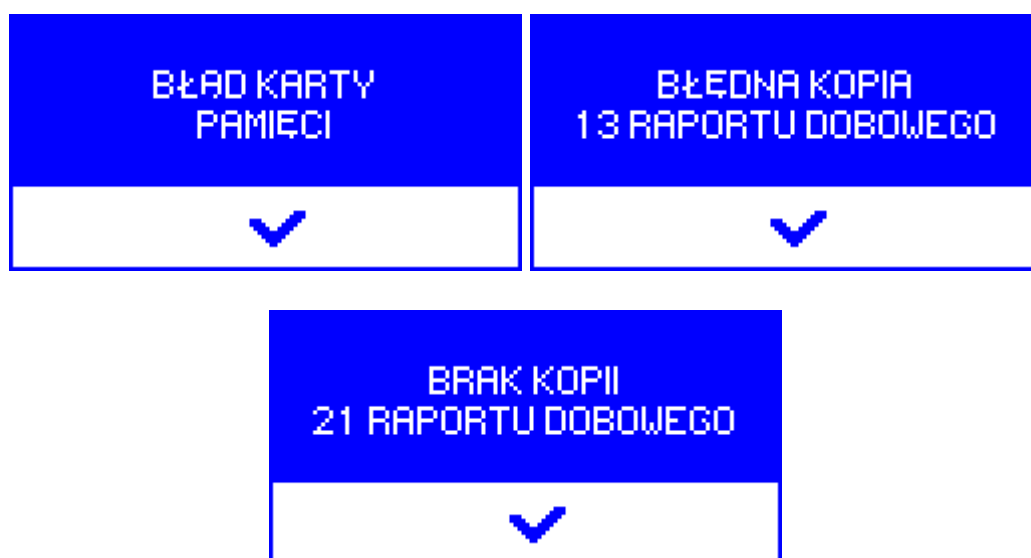 BŁĄD KARTY
PAMIĘCI
BŁĘDNA KOPIA
13 RAPORTU DOBOWEGO
BRAK KOPII
21 RAPORTU DOBOWEGO